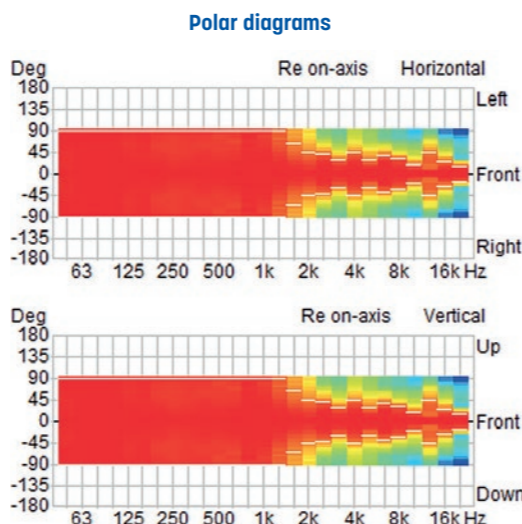 Polar diagrams
Deg Re on-axis Horizontal
180
135 Left
90
45
0 Front
-45
-90
-135
-180 Right
63 125 250 500 1k 2k 4k 8k 16k Hz
Deg Re on-axis Vertical
180 Up
135
90
45
0 Front
-45
-90
-135
-180 Down
63 125 250 500 1k 2k 4k 8k 16k Hz